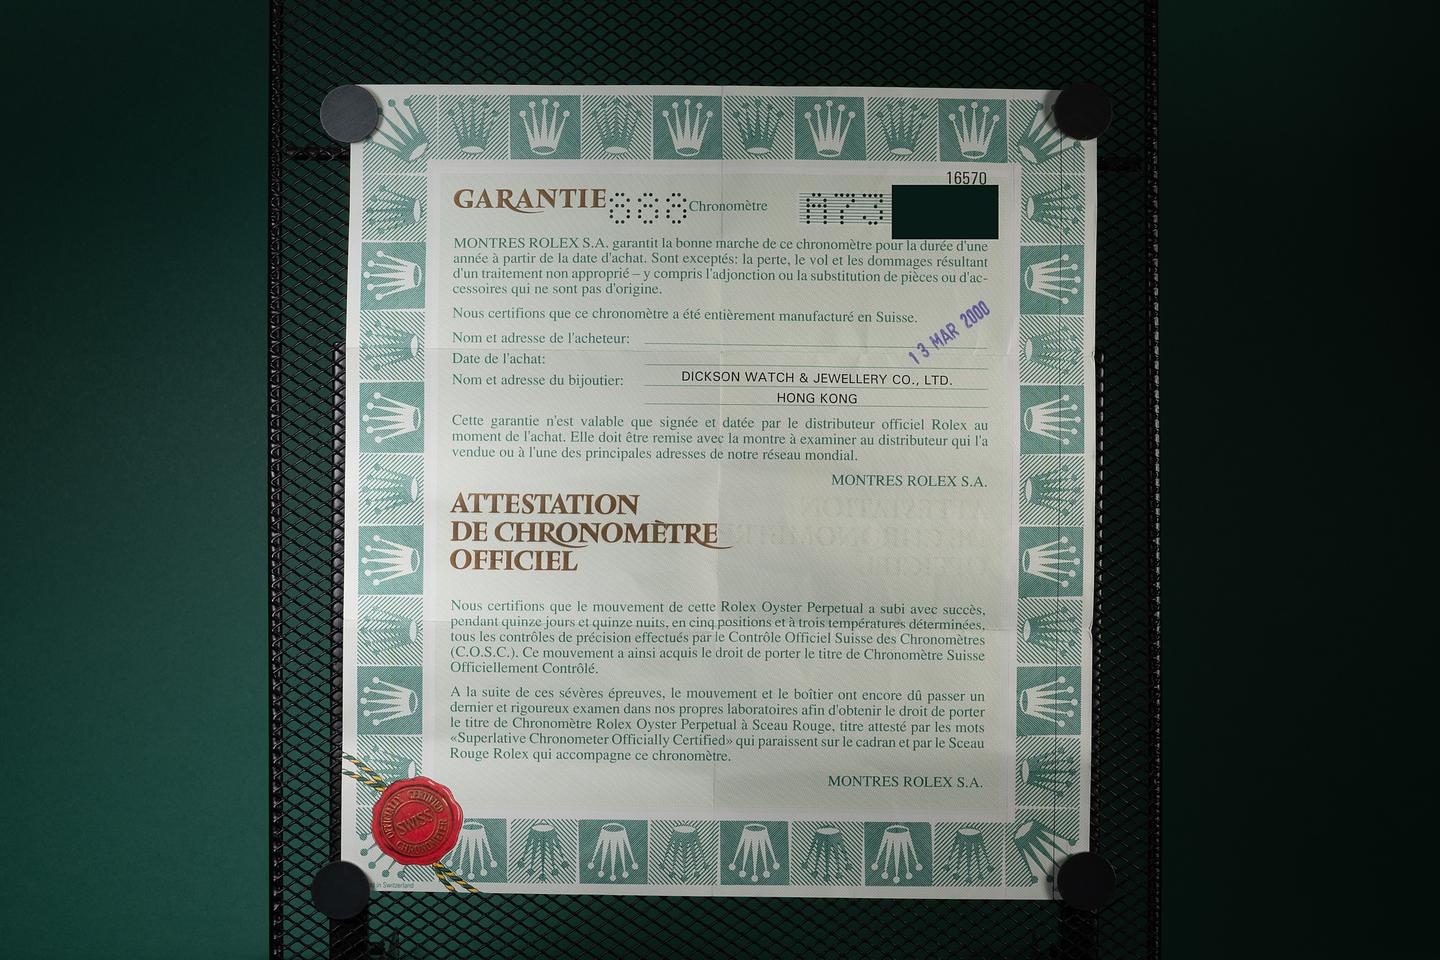 16570
GARANTIE 888 Chronomètre A73
MONTRES ROLEX S.A. garantit la bonne marche de ce chronomètre pour la durée d'une
année à partir de la date d'achat. Sont exceptés: la perte, le vol et les dommages résultant
d'un traitement non approprié – y compris l'adjonction ou la substitution de pièces ou d'ac-
cessoires qui ne sont pas d'origine.
Nous certifions que ce chronomètre a été entièrement manufacturé en Suisse.
13 MAR 2000
Nom et adresse de l'acheteur:
Date de l'achat:
Nom et adresse du bijoutier: DICKSON WATCH & JEWELLERY CO., LTD.
HONG KONG
Cette garantie n'est valable que signée et datée par le distributeur officiel Rolex au
moment de l'achat. Elle doit être remise avec la montre à examiner au distributeur qui l'a
vendue ou à l'une des principales adresses de notre réseau mondial.
MONTRES ROLEX S.A.
ATTESTATION
DE CHRONOMÈTRE
OFFICIEL
Nous certifions que le mouvement de cette Rolex Oyster Perpetual a subi avec succès,
pendant quinze jours et quinze nuits, en cinq positions et à trois températures déterminées,
tous les contrôles de précision effectués par le Contrôle Officiel Suisse des Chronomètres
(C.O.S.C.). Ce mouvement a ainsi acquis le droit de porter le titre de Chronomètre Suisse
Officiellement Contrôlé.
A la suite de ces sévères épreuves, le mouvement et le boîtier ont encore dû passer un
dernier et rigoureux examen dans nos propres laboratoires afin d'obtenir le droit de porter
le titre de Chronomètre Rolex Oyster Perpetual à Sceau Rouge, titre attesté par les mots
«Superlative Chronometer Officially Certified» qui paraissent sur le cadran et par le Sceau
Rouge Rolex qui accompagne ce chronomètre.
MONTRES ROLEX S.A.
OFFICIALLY CERTIFIED
SWISS
CHRONOMETER
in Switzerland